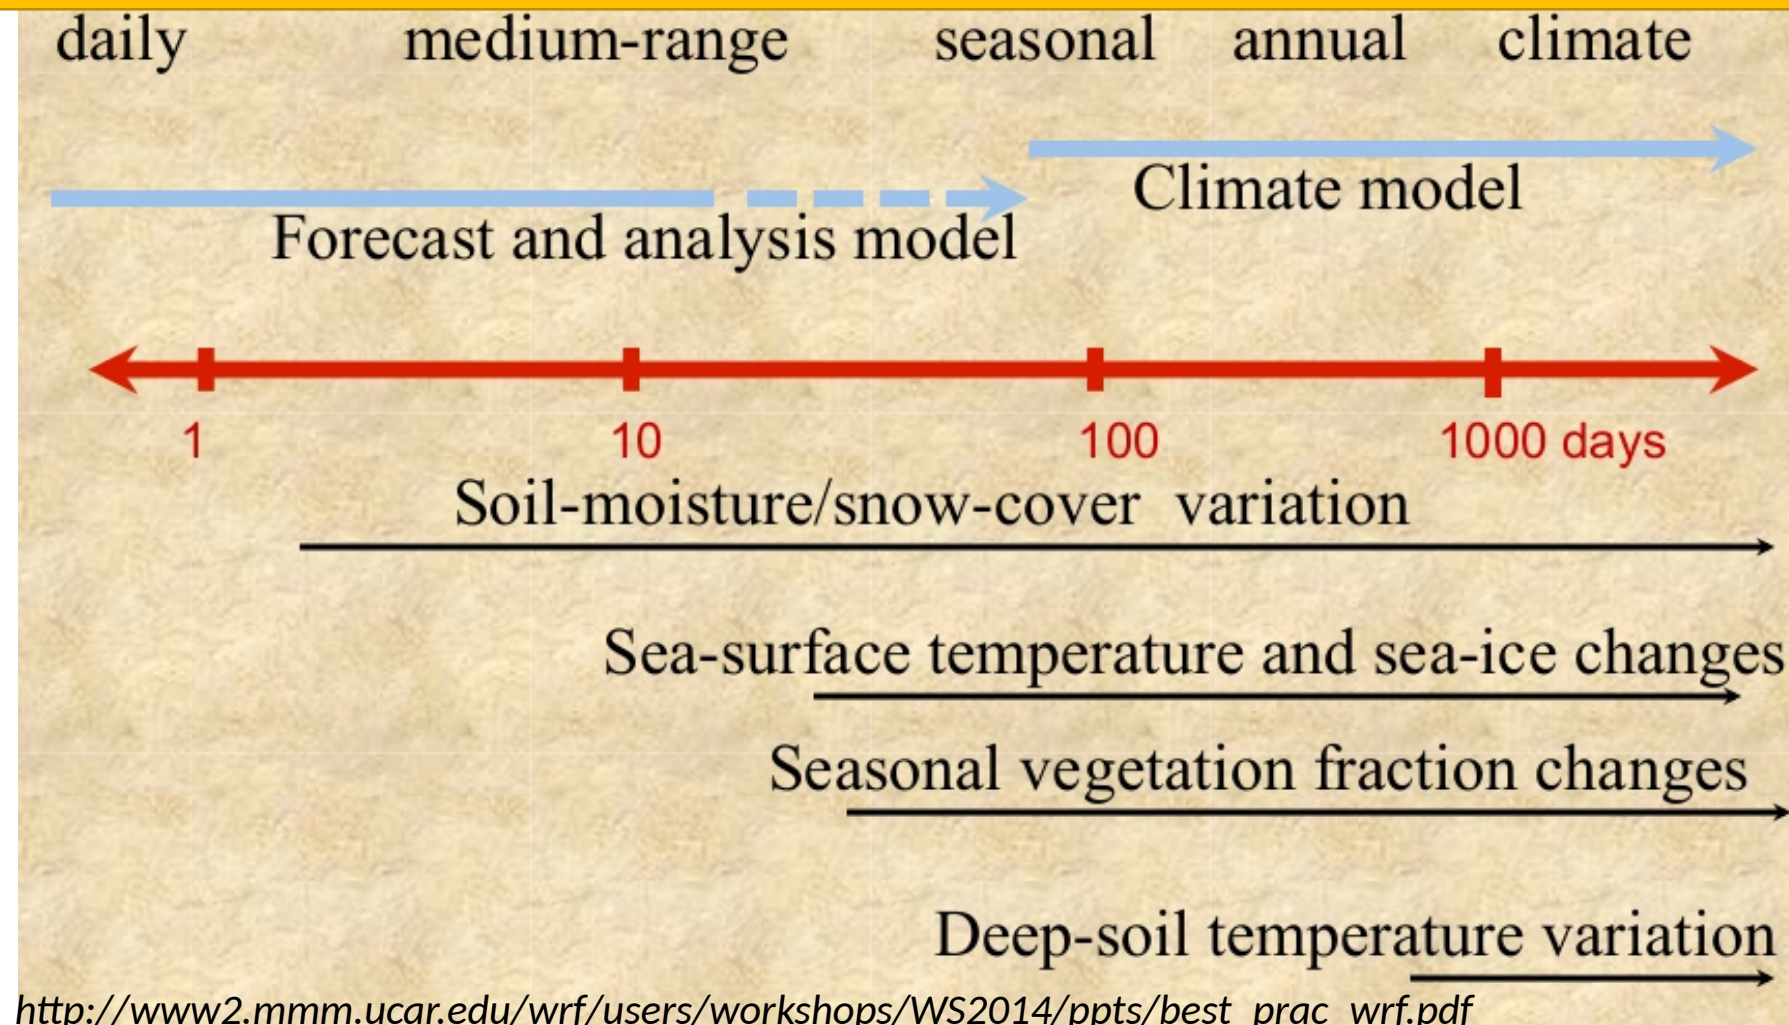 daily medium-range seasonal annual climate
Climate model
Forecast and analysis model
1 10 100 1000 days
Soil-moisture/snow-cover variation
Sea-surface temperature and sea-ice changes
Seasonal vegetation fraction changes
Deep-soil temperature variation
http://www2.mmm.ucar.edu/wrf/users/workshops/WS2014/ppts/best_prac_wrf.pdf